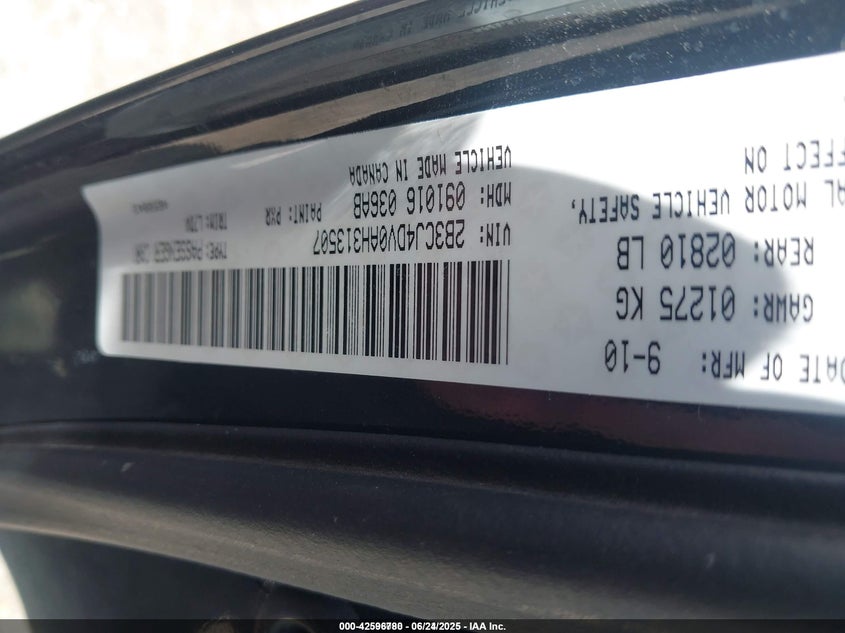 DATE OF MFR: 9-10
GAWR: 01275 KG
REAR: 02810 LB
AL MOTOR VEHICLE SAFETY,
EFFECT ON
VIN: 2B3CJ4DV0AH313507 TYPE: PASSENGER CAR
MDH: 091016 036AB PAINT: PXR TRIM:
VEHICLE MADE IN CANADA
000-42596780 - 06/24/2025 - IAA Inc.